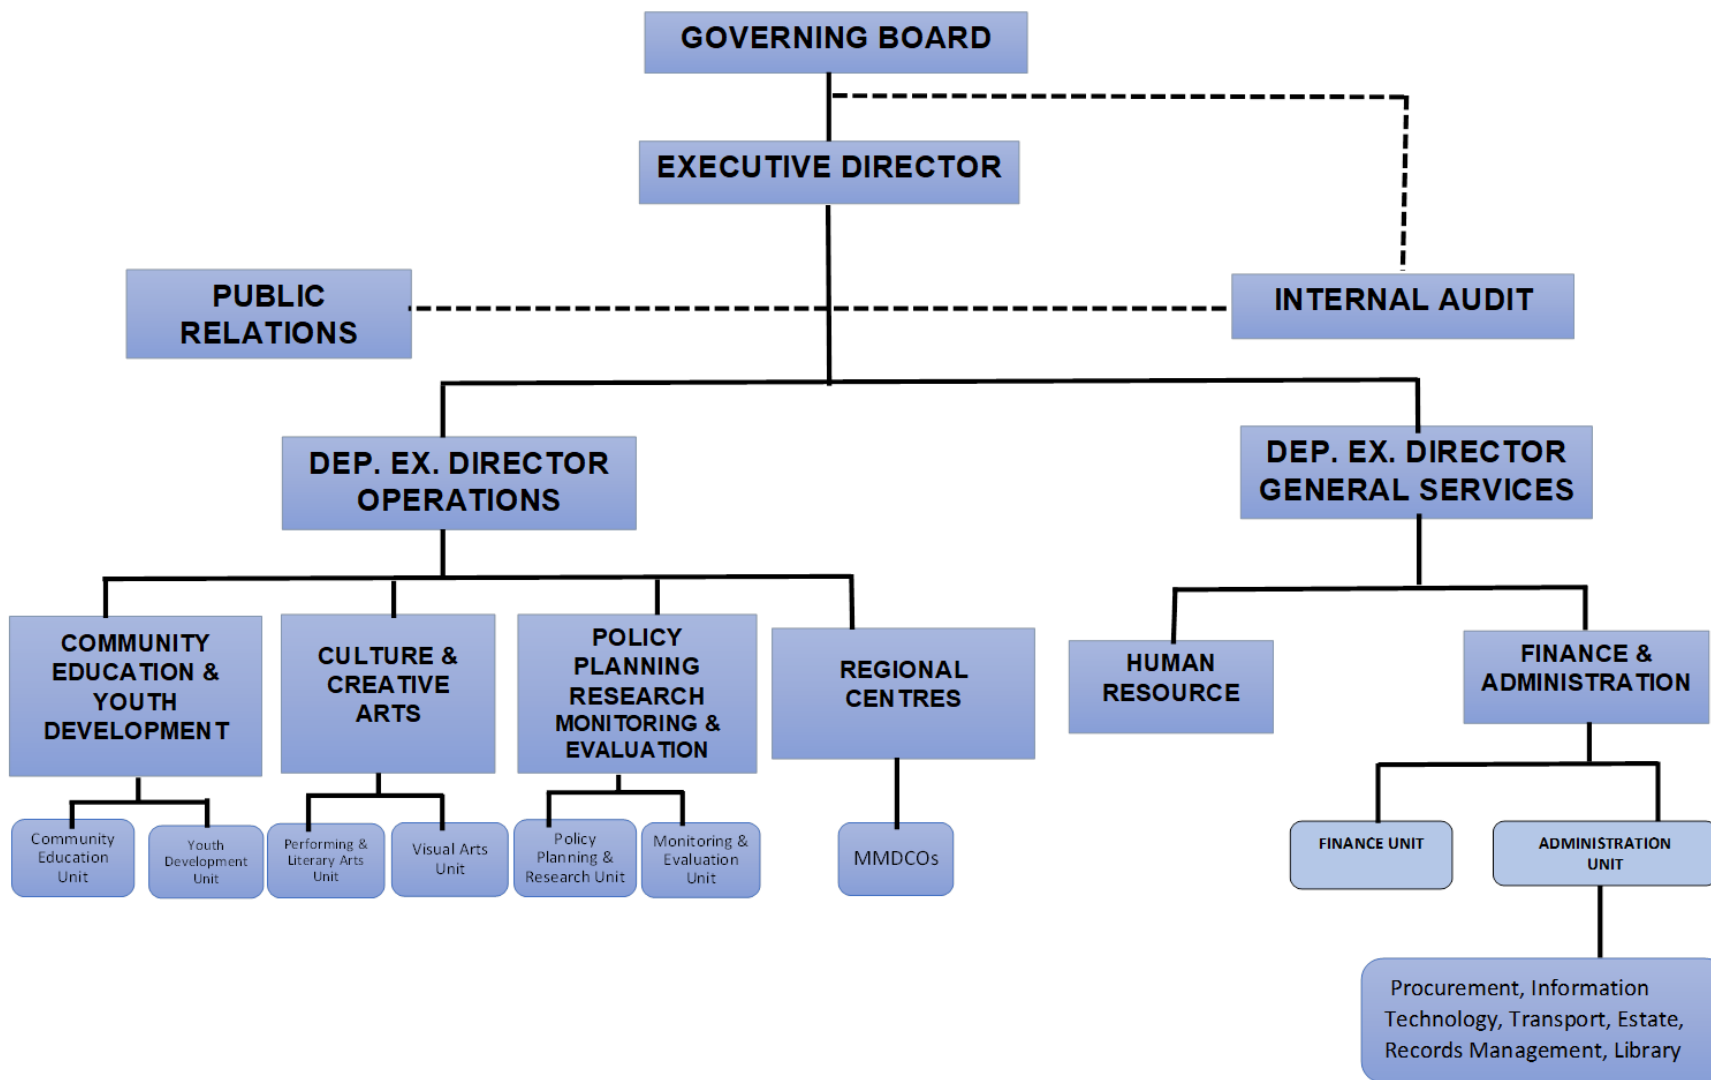 GOVERNING BOARD
EXECUTIVE DIRECTOR
PUBLIC
RELATIONS
INTERNAL AUDIT
DEP. EX. DIRECTOR
OPERATIONS
DEP. EX. DIRECTOR
GENERAL SERVICES
COMMUNITY
EDUCATION &
YOUTH
DEVELOPMENT
CULTURE &
CREATIVE
ARTS
POLICY
PLANNING
RESEARCH
MONITORING &
EVALUATION
REGIONAL
CENTRES
HUMAN
RESOURCE
FINANCE &
ADMINISTRATION
Community
Education
Unit
Youth
Development
Unit
Performing &
Literary Arts
Unit
Visual Arts
Unit
Policy
Planning &
Research Unit
Monitoring &
Evaluation
Unit
MMDCOs
FINANCE UNIT
ADMINISTRATION
UNIT
Procurement, Information
Technology, Transport, Estate,
Records Management, Library